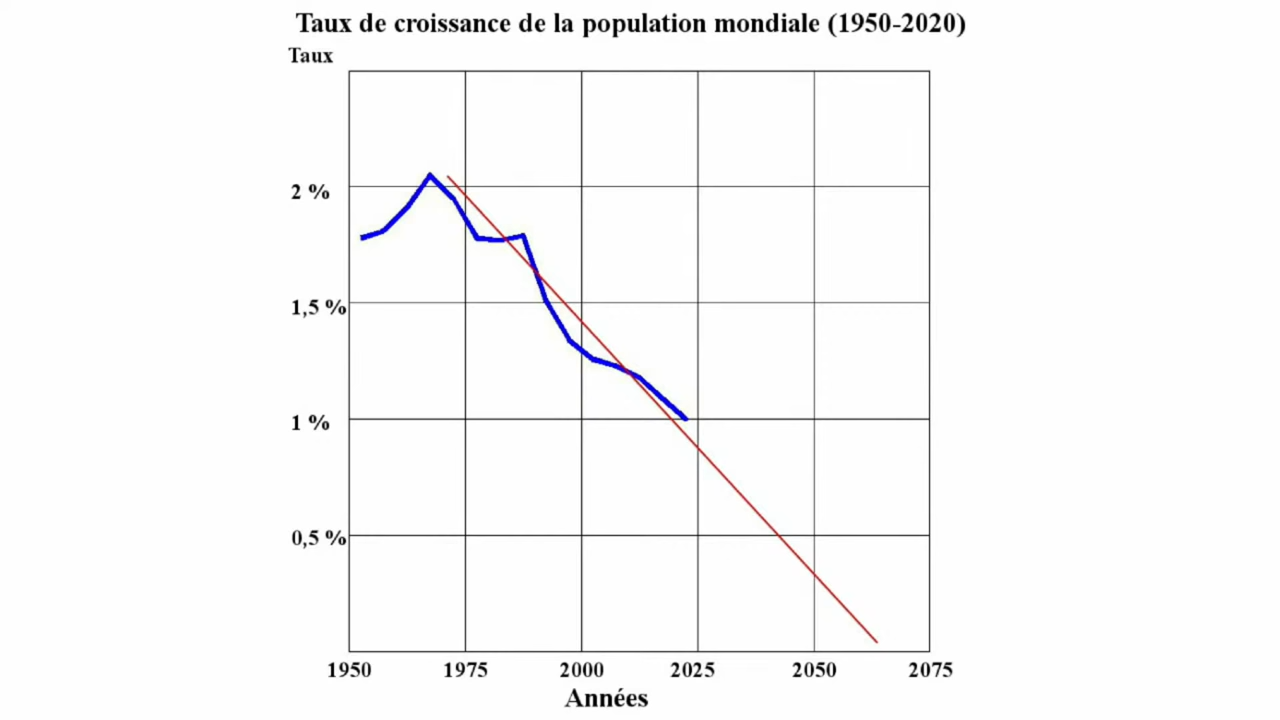 Taux de croissance de la population mondiale (1950-2020)
Taux
2 %
1,5 %
1 %
0,5 %
1950 1975 2000 2025 2050 2075
Années